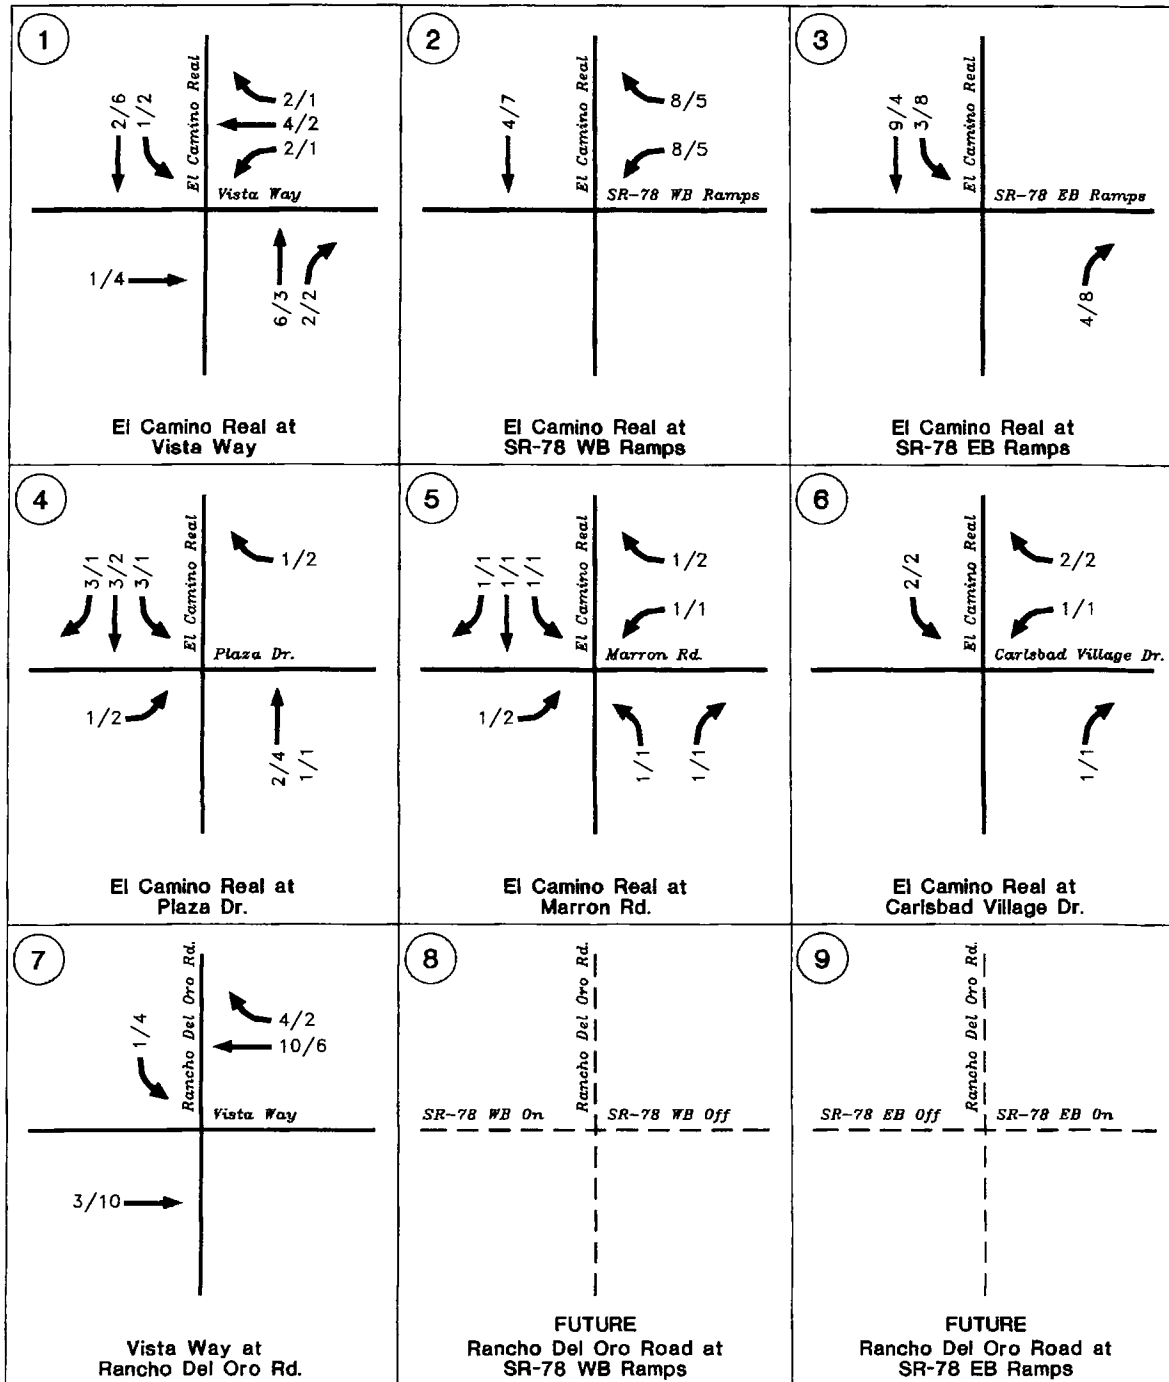 1
El Camino Real
2/6
1/2
2/1
4/2
2/1
Vista Way
1/4
6/3
2/2
El Camino Real at
Vista Way
2
El Camino Real
4/7
8/5
8/5
SR-78 WB Ramps
El Camino Real at
SR-78 WB Ramps
3
El Camino Real
9/4
3/8
SR-78 EB Ramps
4/8
El Camino Real at
SR-78 EB Ramps
4
El Camino Real
3/1
3/2
3/1
1/2
Plaza Dr.
1/2
2/4
1/1
El Camino Real at
Plaza Dr.
5
El Camino Real
1/1
1/1
1/1
1/2
1/1
Marron Rd.
1/2
1/1
1/1
El Camino Real at
Marron Rd.
6
El Camino Real
2/2
2/2
1/1
Carlsbad Village Dr.
1/1
El Camino Real at
Carlsbad Village Dr.
7
Rancho Del Oro Rd.
1/4
4/2
10/6
Vista Way
3/10
Vista Way at
Rancho Del Oro Rd.
8
Rancho Del Oro Rd.
SR-78 WB On
SR-78 WB Off
FUTURE
Rancho Del Oro Road at
SR-78 WB Ramps
9
Rancho Del Oro Rd.
SR-78 EB Off
SR-78 EB On
FUTURE
Rancho Del Oro Road at
SR-78 EB Ramps